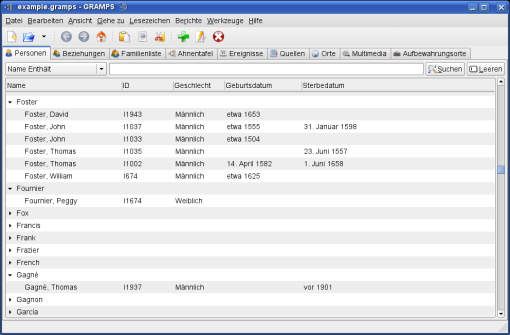 example.gramps - GRAMPS
Datei Bearbeiten Ansicht Gehe zu Lesezeichen Berichte Werkzeuge Hilfe
Personen Beziehungen Familienliste Ahnentafel Ereignisse Quellen Orte Multimedia Aufbewahrungsorte
Name Enthält Suchen Leeren
Name ID Geschlecht Geburtsdatum Sterbedatum
Foster
Foster, David I1943 Männlich etwa 1653
Foster, John I1037 Männlich etwa 1555 31. Januar 1598
Foster, John I1033 Männlich etwa 1504
Foster, Thomas I1035 Männlich 23. Juni 1557
Foster, Thomas I1002 Männlich 14. April 1582 1. Juni 1658
Foster, William I674 Männlich etwa 1625
Fournier
Fournier, Peggy I1674 Weiblich
Fox
Francis
Frank
Frazier
French
Gagné
Gagné, Thomas I1937 Männlich vor 1901
Gagnon
Garcia